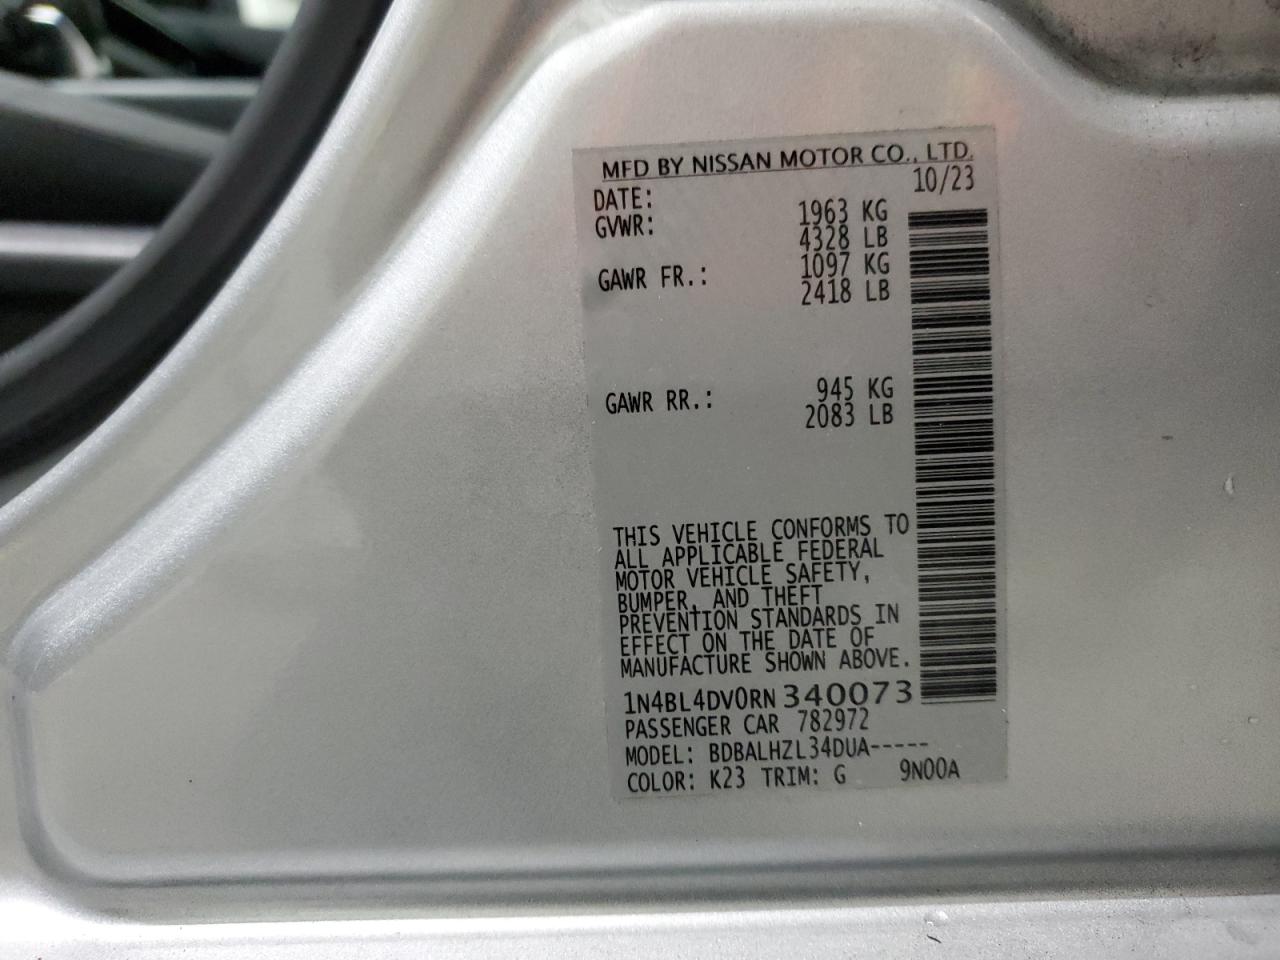 MFD BY NISSAN MOTOR CO., LTD.
DATE: 10/23
GVWR: 1963 KG
4328 LB
GAWR FR.: 1097 KG
2418 LB
GAWR RR.: 945 KG
2083 LB
THIS VEHICLE CONFORMS TO
ALL APPLICABLE FEDERAL
MOTOR VEHICLE SAFETY,
BUMPER, AND THEFT
PREVENTION STANDARDS IN
EFFECT ON THE DATE OF
MANUFACTURE SHOWN ABOVE.
1N4BL4DV0RN340073
PASSENGER CAR 782972
MODEL: BDBALHZL34DUA-----
COLOR: K23 TRIM: G 9N00A